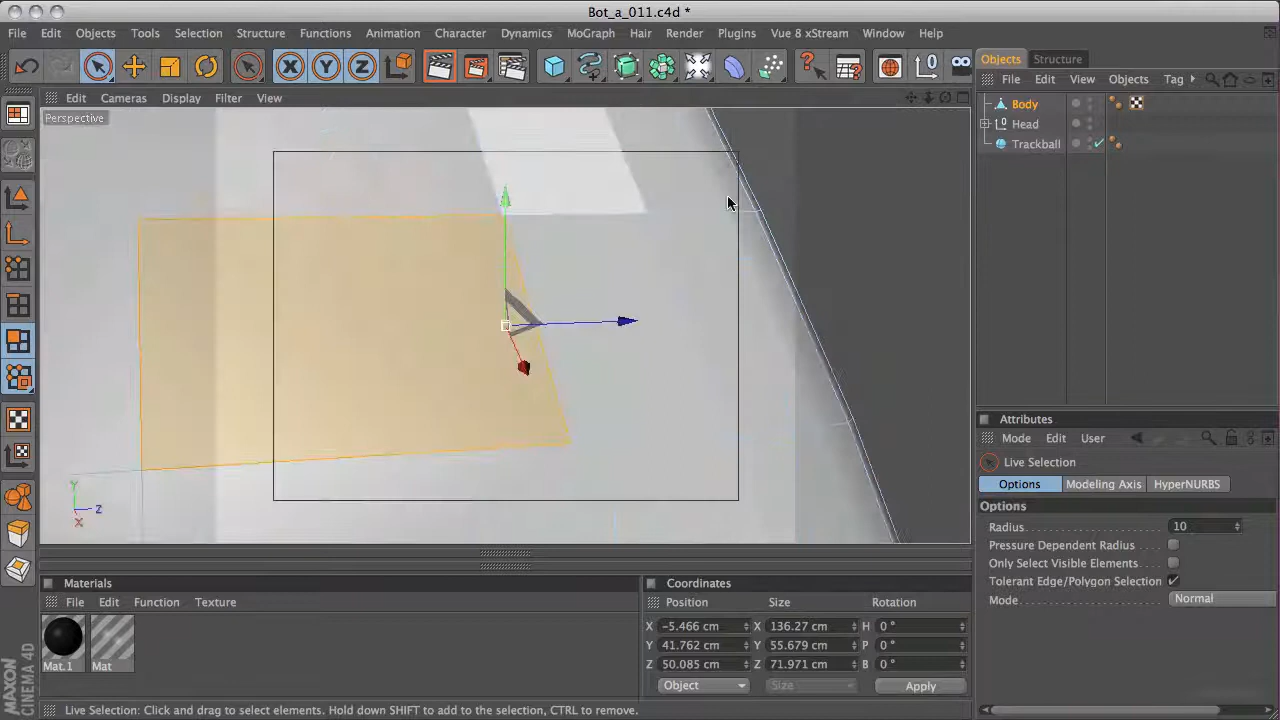 Bot_a_011.c4d *
File Edit Objects Tools Selection Structure Functions Animation Character Dynamics MoGraph Hair Render Plugins Vue 8 xStream Window Help
X Y Z
Objects Structure
File Edit View Objects Tag
Edit Cameras Display Filter View
Perspective
Body
Head
Trackball
Y
Z
X
Attributes
Mode Edit User
Live Selection
Options Modeling Axis HyperNURBS
Options
Radius 10
Pressure Dependent Radius
Only Select Visible Elements
Tolerant Edge/Polygon Selection
Mode Normal
Materials
File Edit Function Texture
Mat.1 Mat
Coordinates
Position Size Rotation
X -5.466 cm X 136.27 cm H 0 °
Y 41.762 cm Y 55.679 cm P 0 °
Z 50.085 cm Z 71.971 cm B 0 °
Object Size Apply
MAXON CINEMA 4D
Live Selection: Click and drag to select elements. Hold down SHIFT to add to the selection, CTRL to remove.